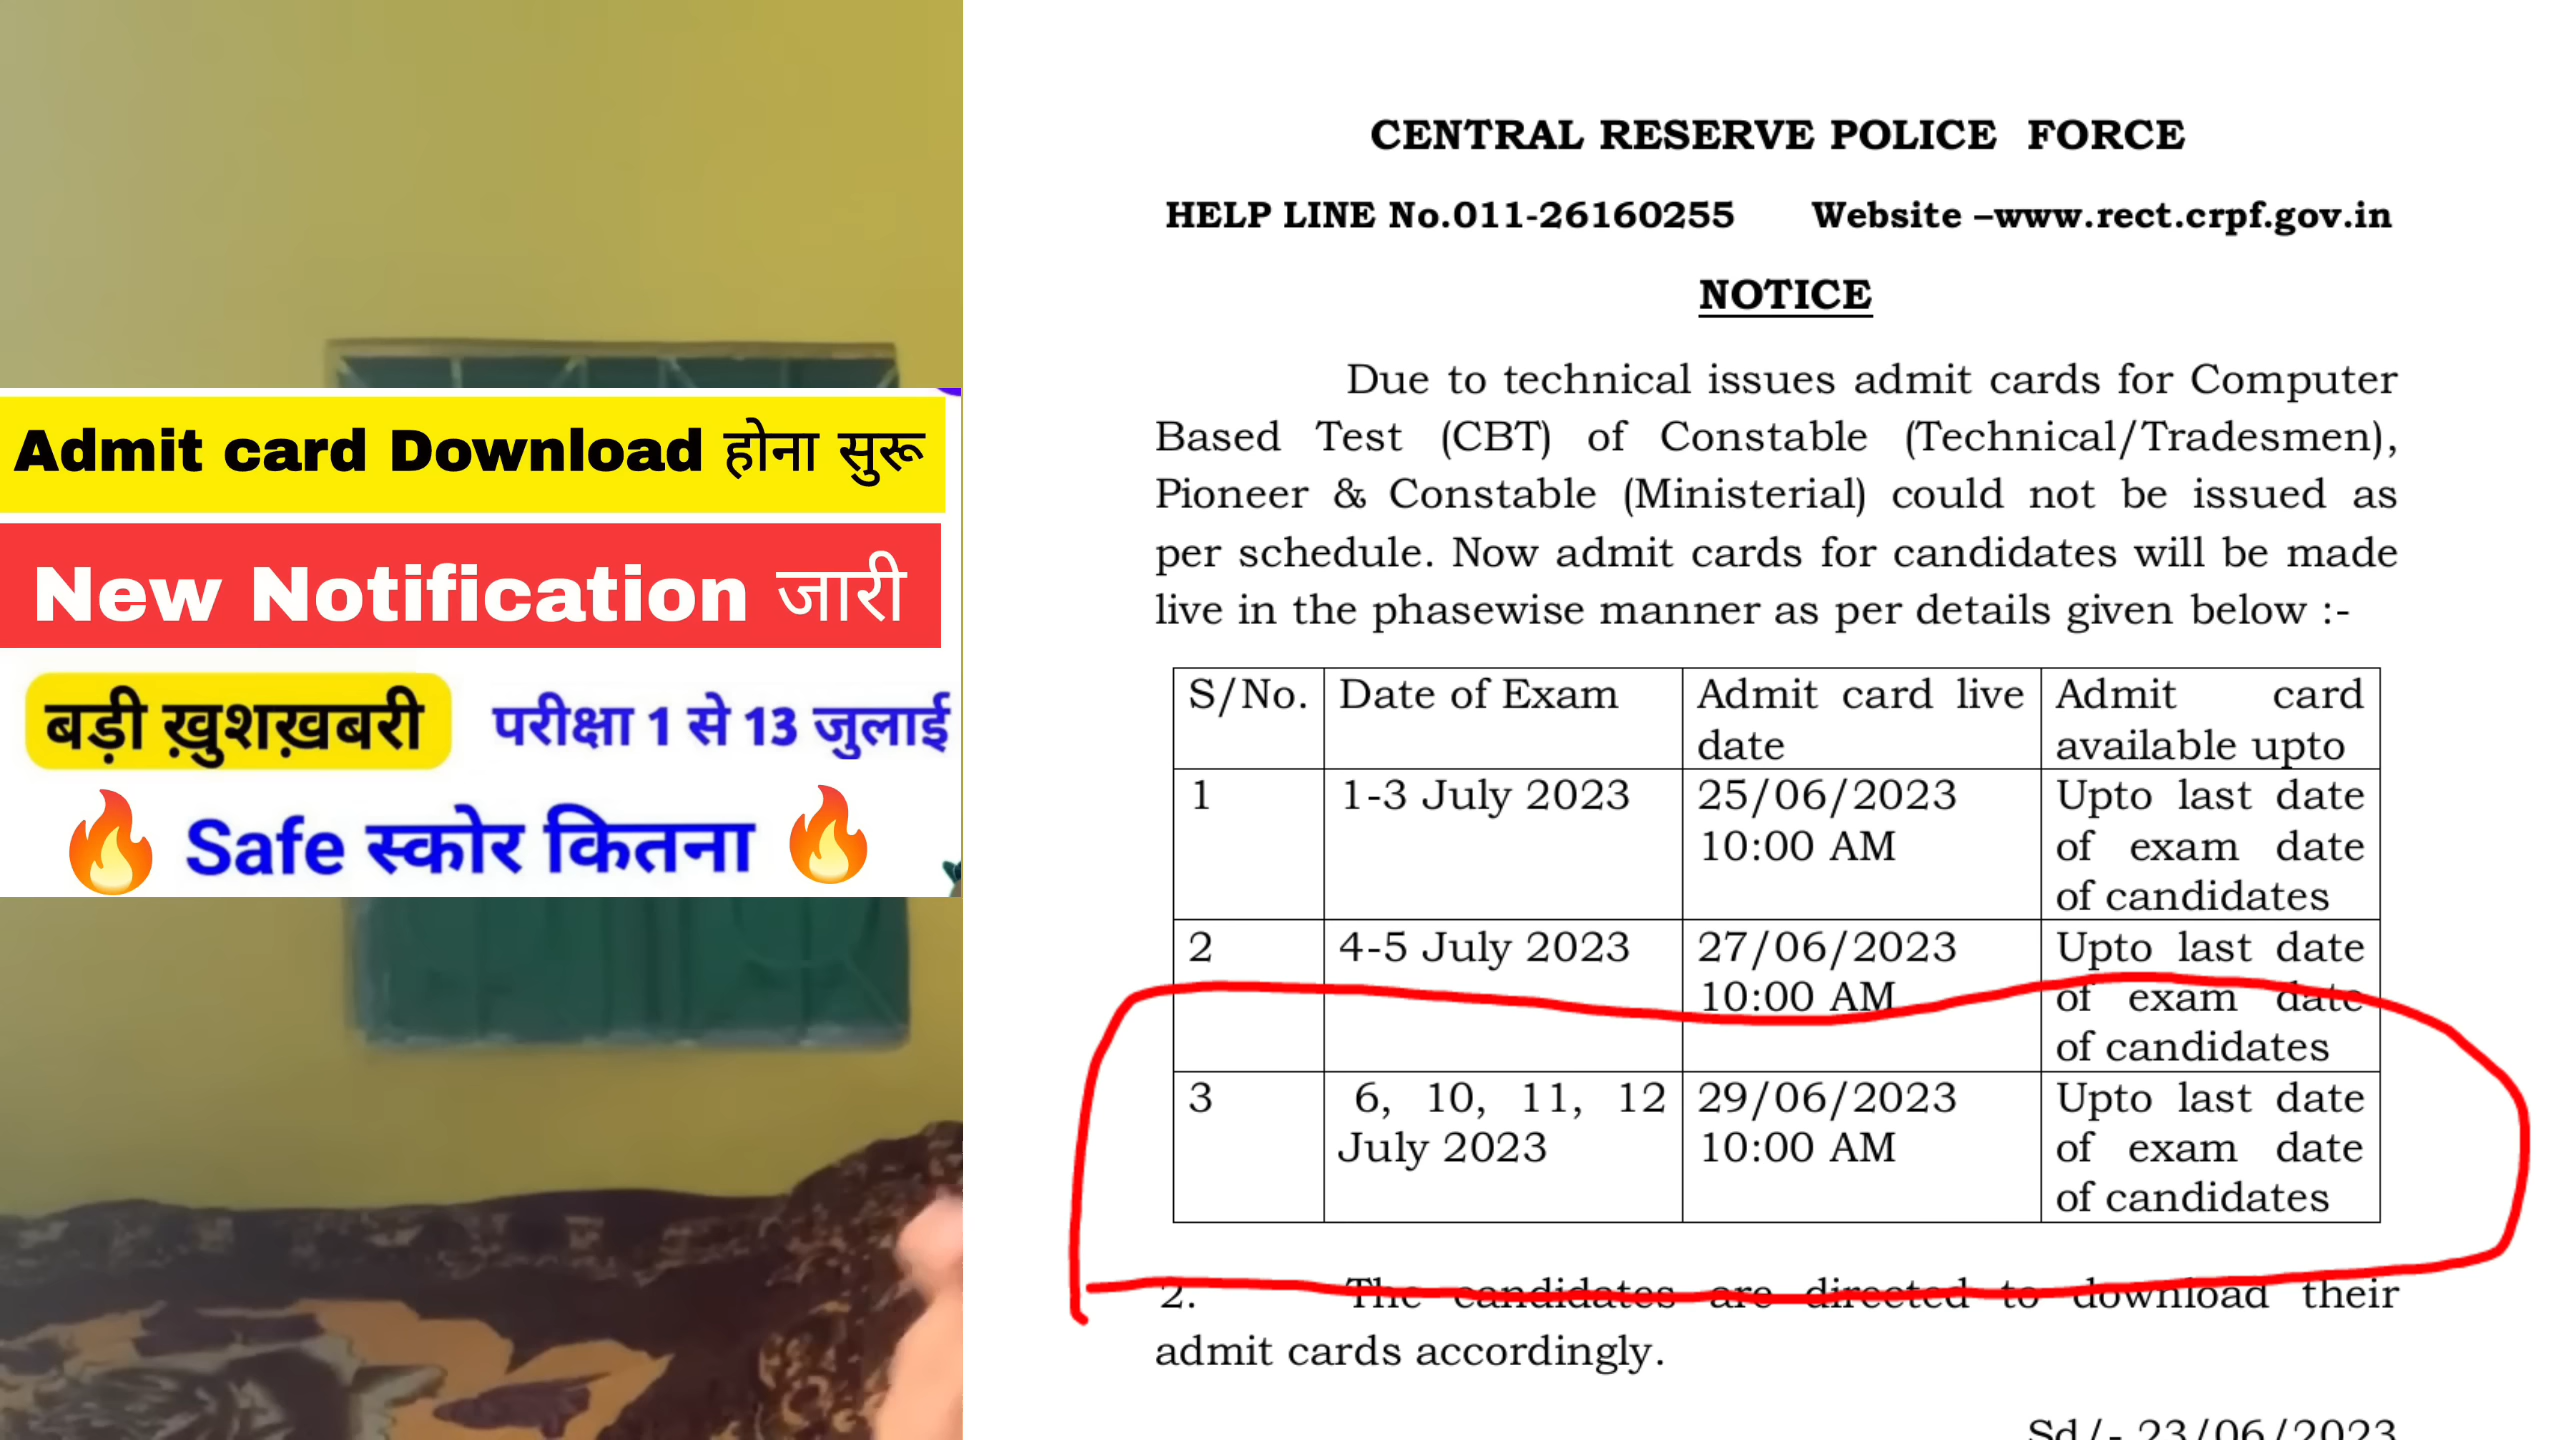 Admit card Download होना सुरू
New Notification जारी
बड़ी ख़ुशख़बरी परीक्षा 1 से 13 जुलाई
🔥 Safe स्कोर कितना 🔥
CENTRAL RESERVE POLICE FORCE
HELP LINE No.011-26160255 Website –www.rect.crpf.gov.in
NOTICE
Due to technical issues admit cards for Computer
Based Test (CBT) of Constable (Technical/Tradesmen),
Pioneer & Constable (Ministerial) could not be issued as
per schedule. Now admit cards for candidates will be made
live in the phasewise manner as per details given below :-
S/No. Date of Exam Admit card live date Admit card available upto
1 1-3 July 2023 25/06/2023 10:00 AM Upto last date of exam date of candidates
2 4-5 July 2023 27/06/2023 10:00 AM Upto last date of exam date of candidates
3 6, 10, 11, 12 July 2023 29/06/2023 10:00 AM Upto last date of exam date of candidates
2. The candidates are directed to download their
admit cards accordingly.
Sd/- 23/06/2023